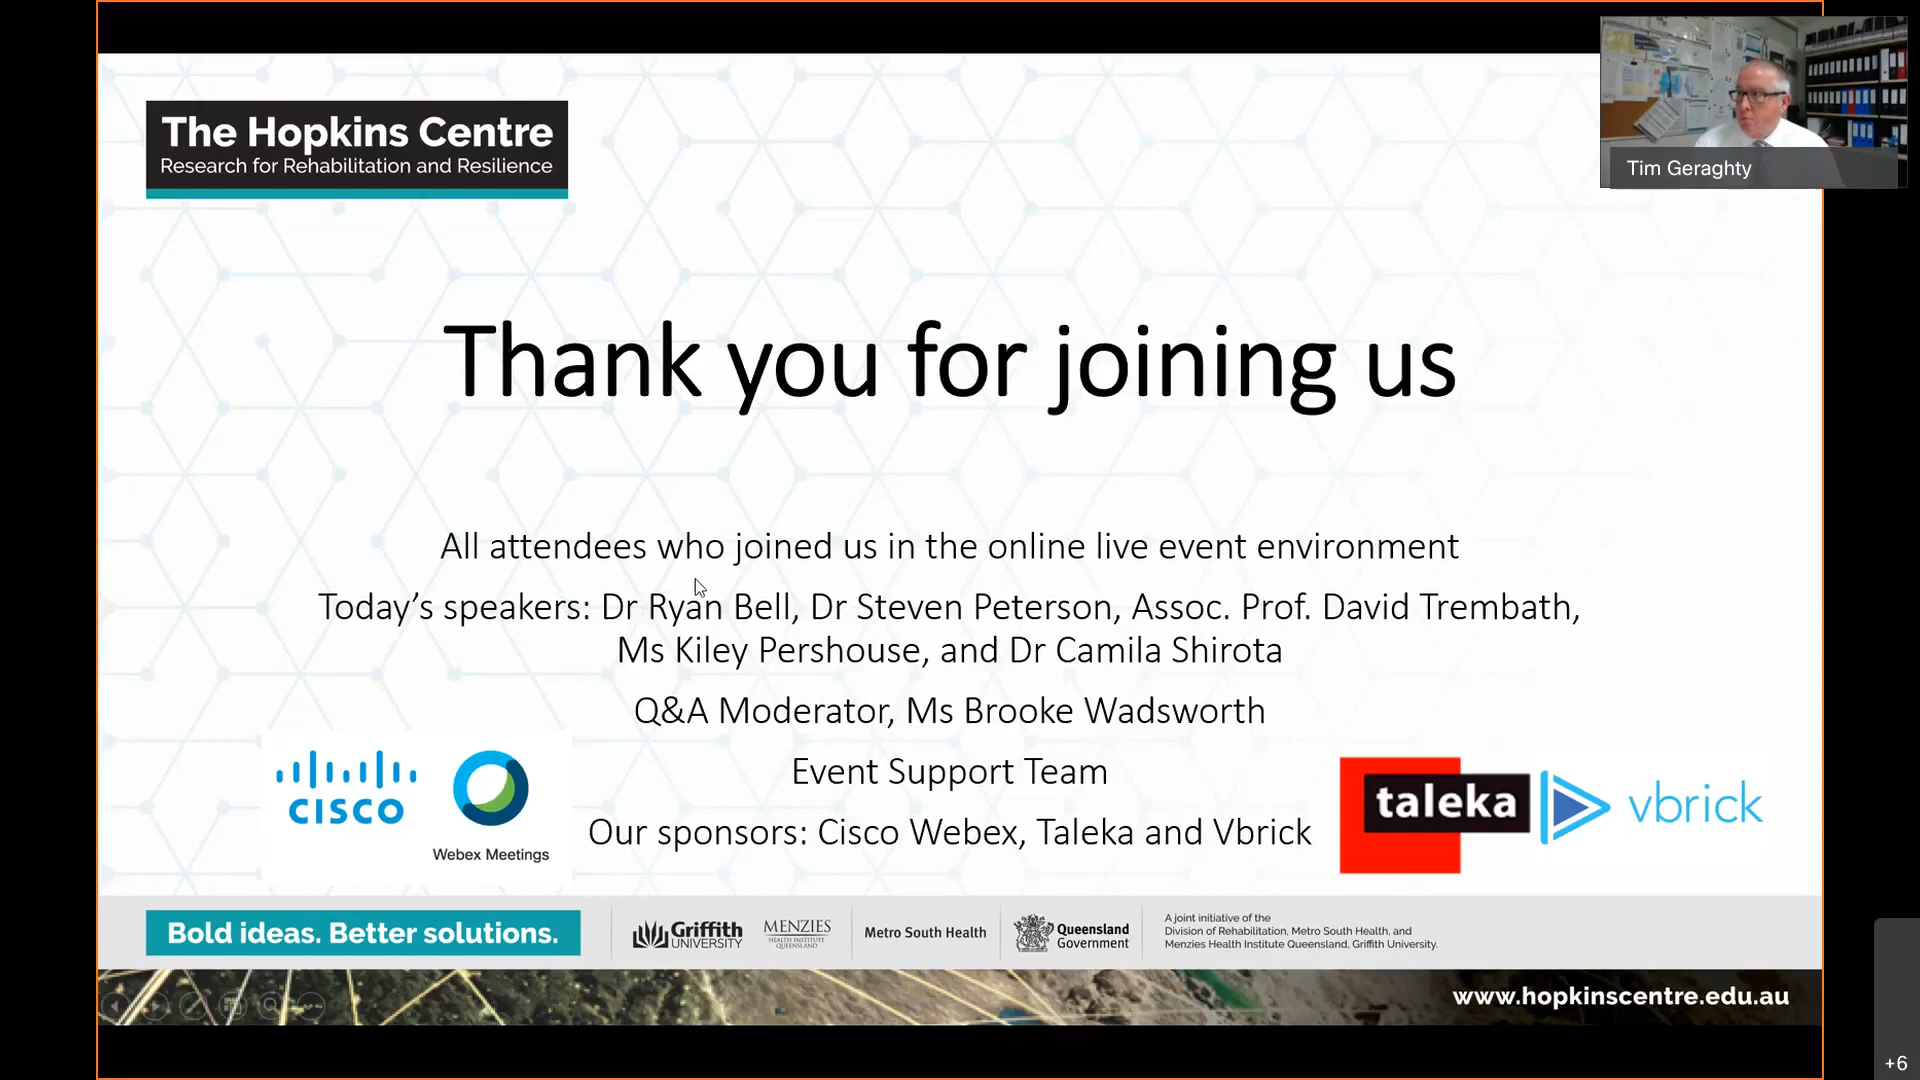 The Hopkins Centre
Research for Rehabilitation and Resilience
Tim Geraghty
Thank you for joining us
All attendees who joined us in the online live event environment
Today’s speakers: Dr Ryan Bell, Dr Steven Peterson, Assoc. Prof. David Trembath,
Ms Kiley Pershouse, and Dr Camila Shirota
Q&A Moderator, Ms Brooke Wadsworth
Event Support Team
Our sponsors: Cisco Webex, Taleka and Vbrick
CISCO
Webex Meetings
taleka
vbrick
Bold ideas. Better solutions.
Griffith
UNIVERSITY
MENZIES
HEALTH INSTITUTE
QUEENSLAND
Metro South Health
Queensland
Government
A joint initiative of the
Division of Rehabilitation, Metro South Health, and
Menzies Health Institute Queensland, Griffith University.
www.hopkinscentre.edu.au
+6